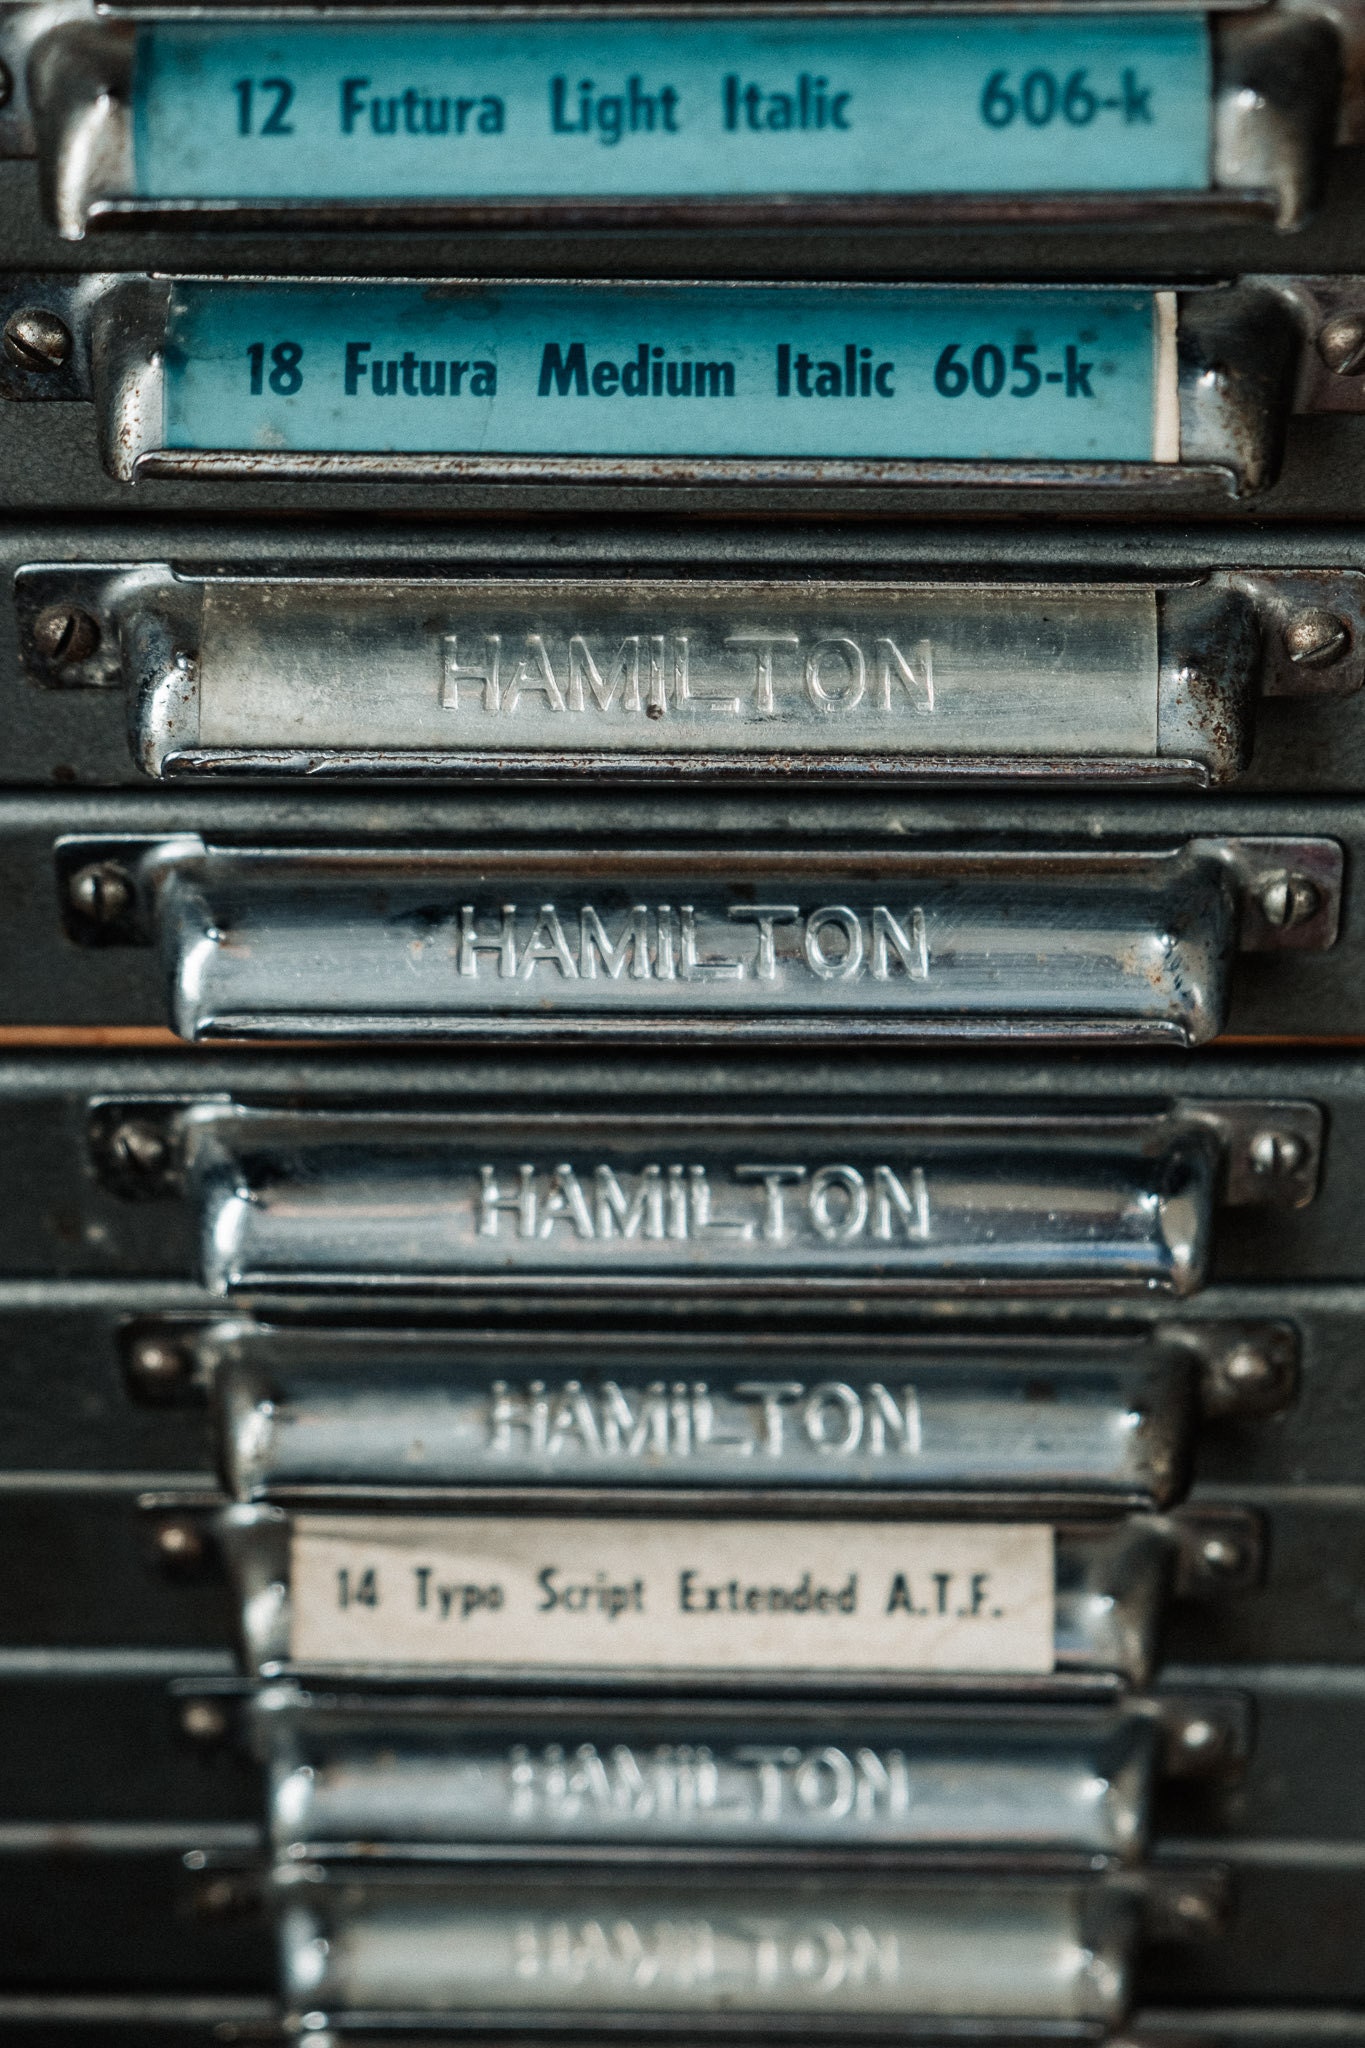 12 Futura Light Italic 606-k
18 Futura Medium Italic 605-k
HAMILTON
HAMILTON
HAMILTON
HAMILTON
14 Typo Script Extended A.T.F.
HAMILTON
HAMILTON